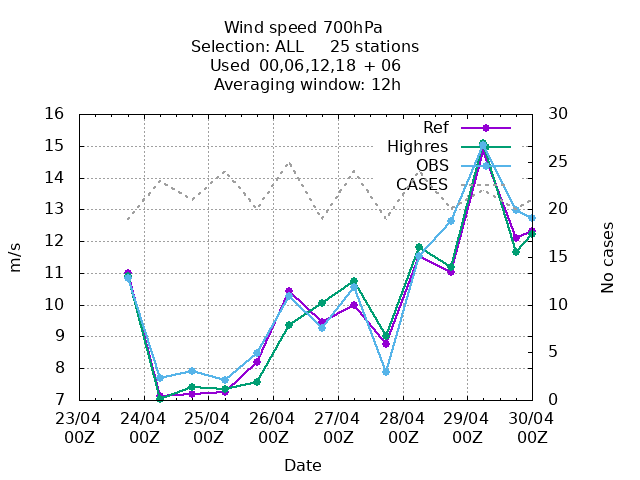 Wind speed 700hPa
Selection: ALL 25 stations
Used 00,06,12,18 + 06
Averaging window: 12h
16
15
14
13
12
11
10
9
8
7
m/s
30
25
20
15
10
5
0
No cases
Ref
Highres
OBS
CASES
23/04 24/04 25/04 26/04 27/04 28/04 29/04 30/04
00Z 00Z 00Z 00Z 00Z 00Z 00Z 00Z
Date